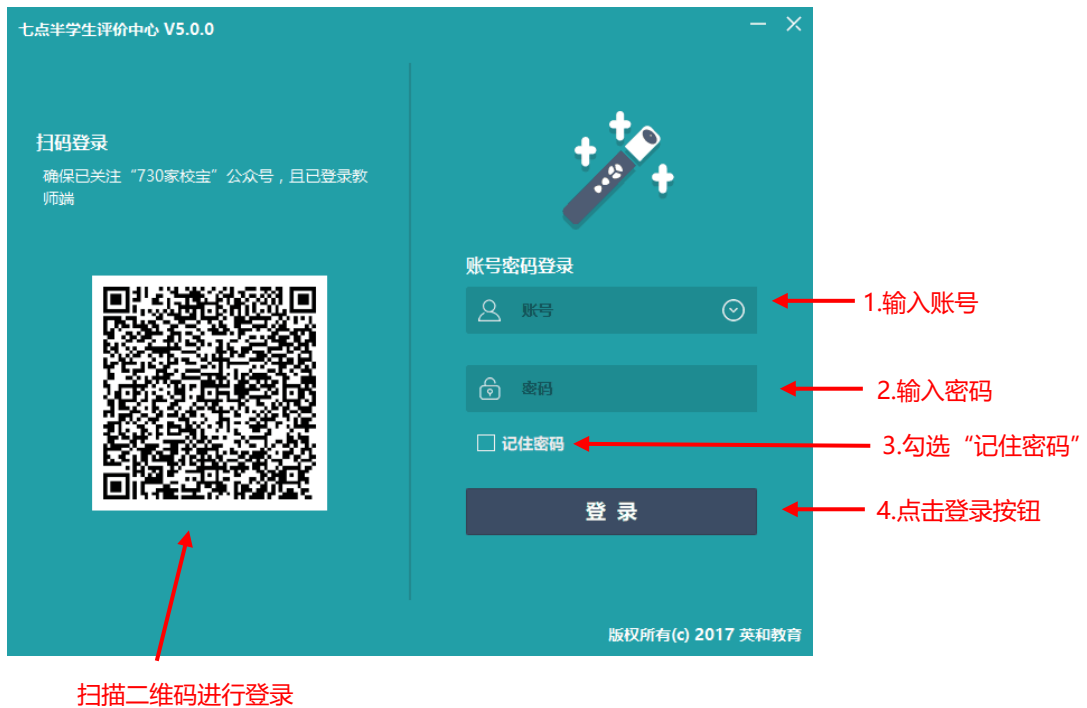 七点半学生评价中心 V5.0.0
扫码登录
确保已关注“730家校宝”公众号，且已登录教
师端
账号密码登录
账号
1.输入账号
密码
2.输入密码
记住密码
3.勾选“记住密码”
登 录
4.点击登录按钮
版权所有(c) 2017 英和教育
扫描二维码进行登录